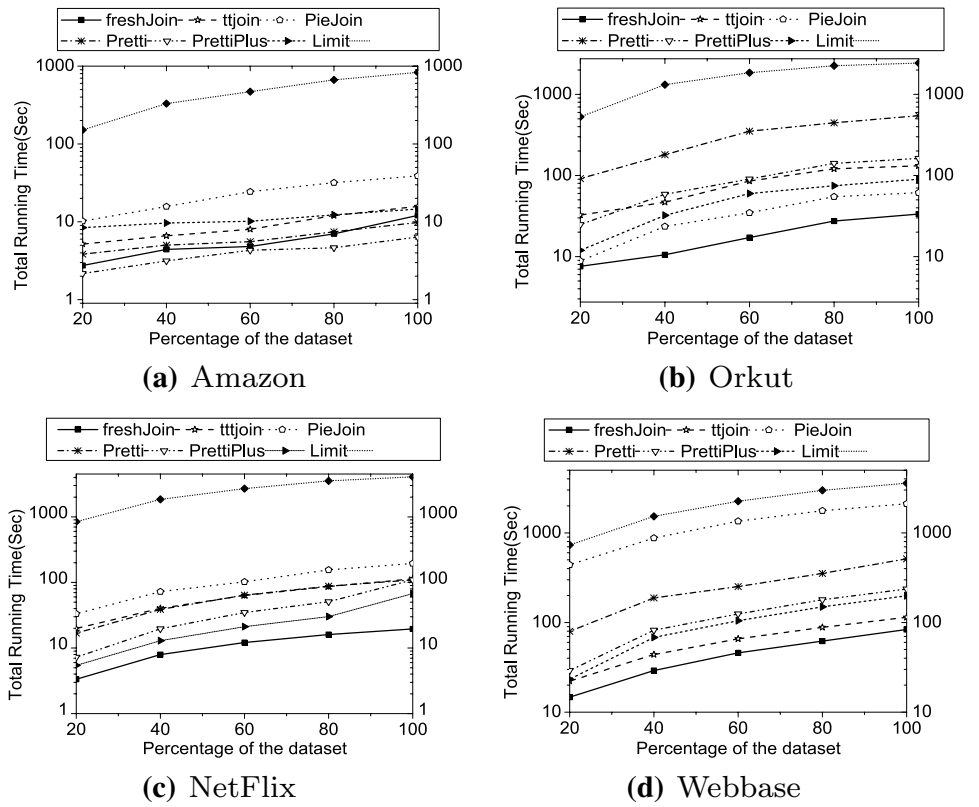 freshJoin ttjoin PieJoin
Pretti PrettiPlus Limit
1000
100
10
1
1000
100
10
1
Total Running Time(Sec)
20 40 60 80 100
Percentage of the dataset
(a) Amazon
freshJoin ttjoin PieJoin
Pretti PrettiPlus Limit
1000
100
10
1000
100
10
Total Running Time(Sec)
20 40 60 80 100
Percentage of the dataset
(b) Orkut
freshJoin tttjoin PieJoin
Pretti PrettiPlus Limit
1000
100
10
1
1000
100
10
1
Total Running Time(Sec)
20 40 60 80 100
Percentage of the dataset
(c) NetFlix
freshJoin ttjoin PieJoin
Pretti PrettiPlus Limit
1000
100
10
1000
100
10
Total Running Time(Sec)
20 40 60 80 100
Percentage of the dataset
(d) Webbase